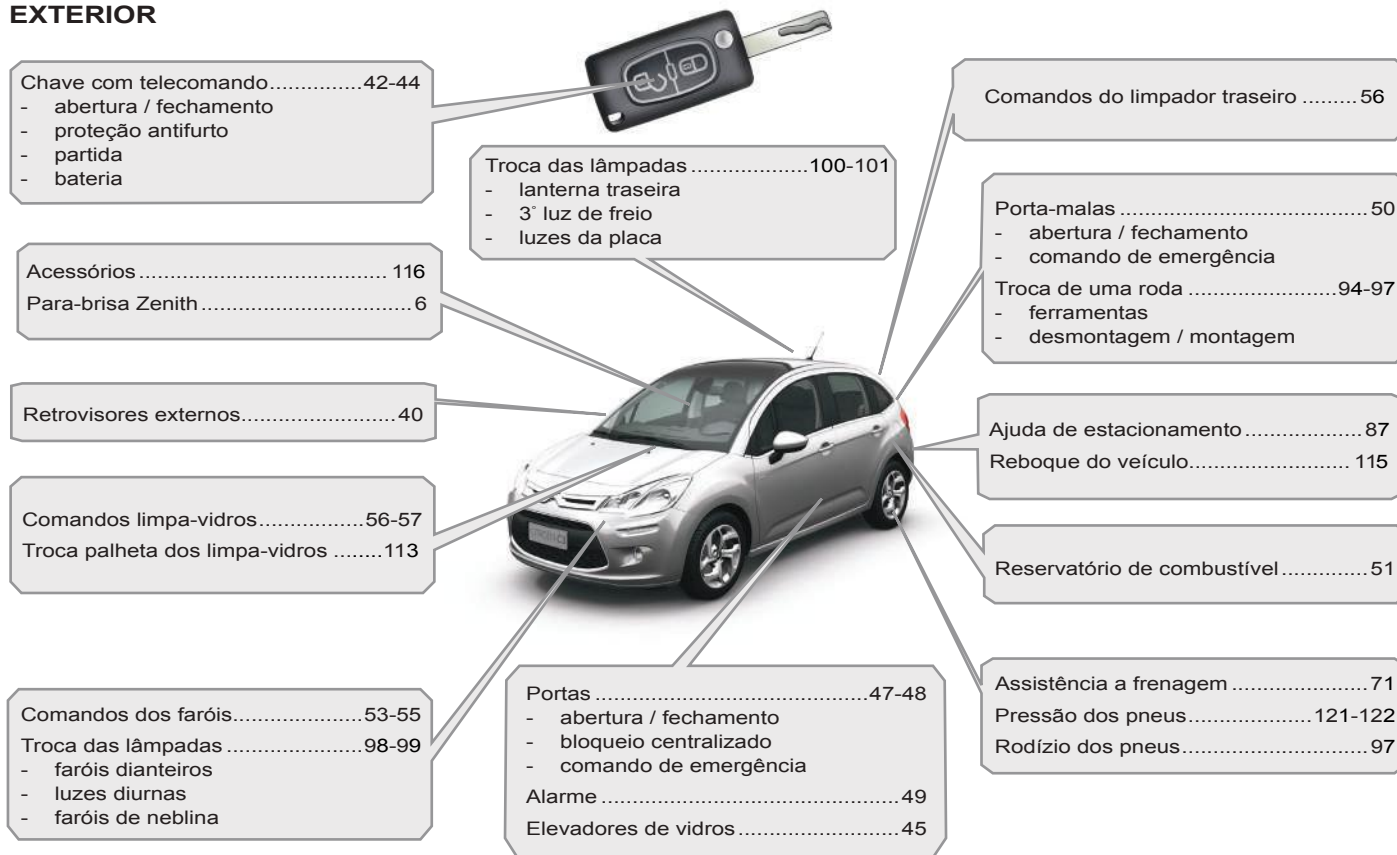 EXTERIOR
Chave com telecomando...............42-44
- abertura / fechamento
- proteção antifurto
- partida
- bateria
Troca das lâmpadas ...................100-101
- lanterna traseira
- 3° luz de freio
- luzes da placa
Comandos do limpador traseiro ......... 56
Acessórios ...................................... 116
Para-brisa Zenith ..................................6
Porta-malas ........................................50
- abertura / fechamento
- comando de emergência
Troca de uma roda .........................94-97
- ferramentas
- desmontagem / montagem
Retrovisores externos.........................40
Ajuda de estacionamento ....................87
Reboque do veículo.......................... 115
Comandos limpa-vidros..................56-57
Troca palheta dos limpa-vidros ........113
Reservatório de combustível...............51
Comandos dos faróis.....................53-55
Troca das lâmpadas ......................98-99
- faróis dianteiros
- luzes diurnas
- faróis de neblina
Portas ...........................................47-48
- abertura / fechamento
- bloqueio centralizado
- comando de emergência
Alarme ................................................49
Elevadores de vidros..........................45
Assistência a frenagem ......................71
Pressão dos pneus.....................121-122
Rodízio dos pneus..............................97